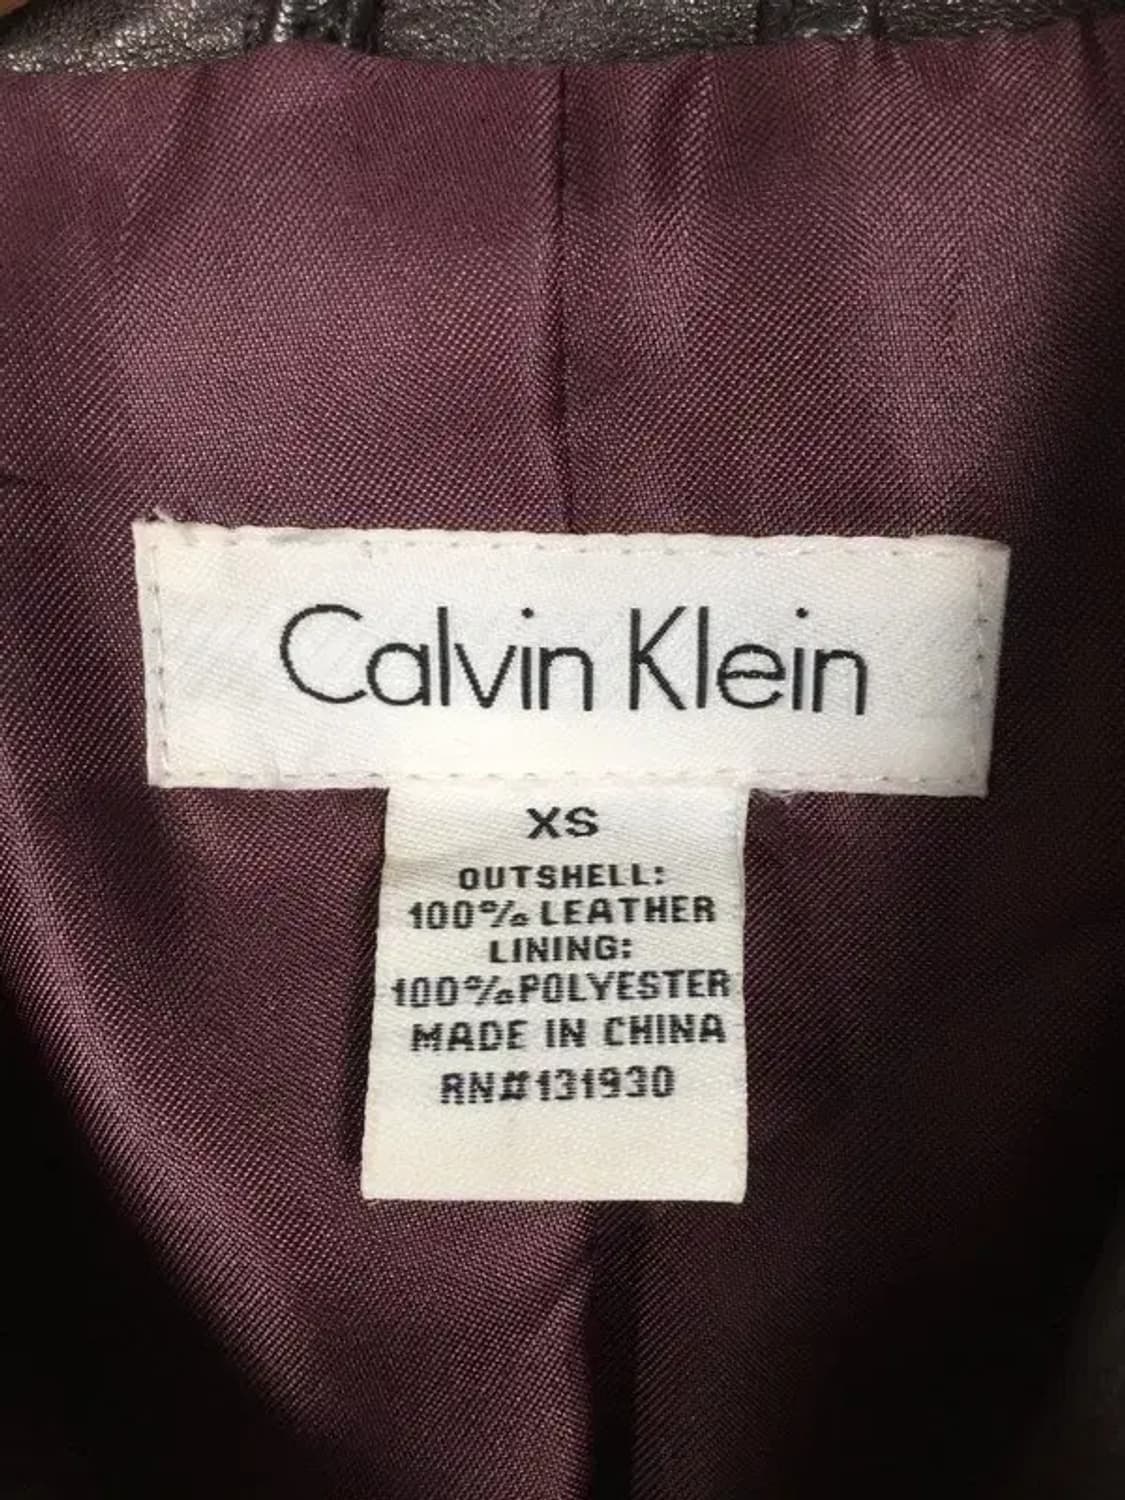 Calvin Klein
XS
OUTSHELL:
100% LEATHER
LINING:
100% POLYESTER
MADE IN CHINA
RN#131930